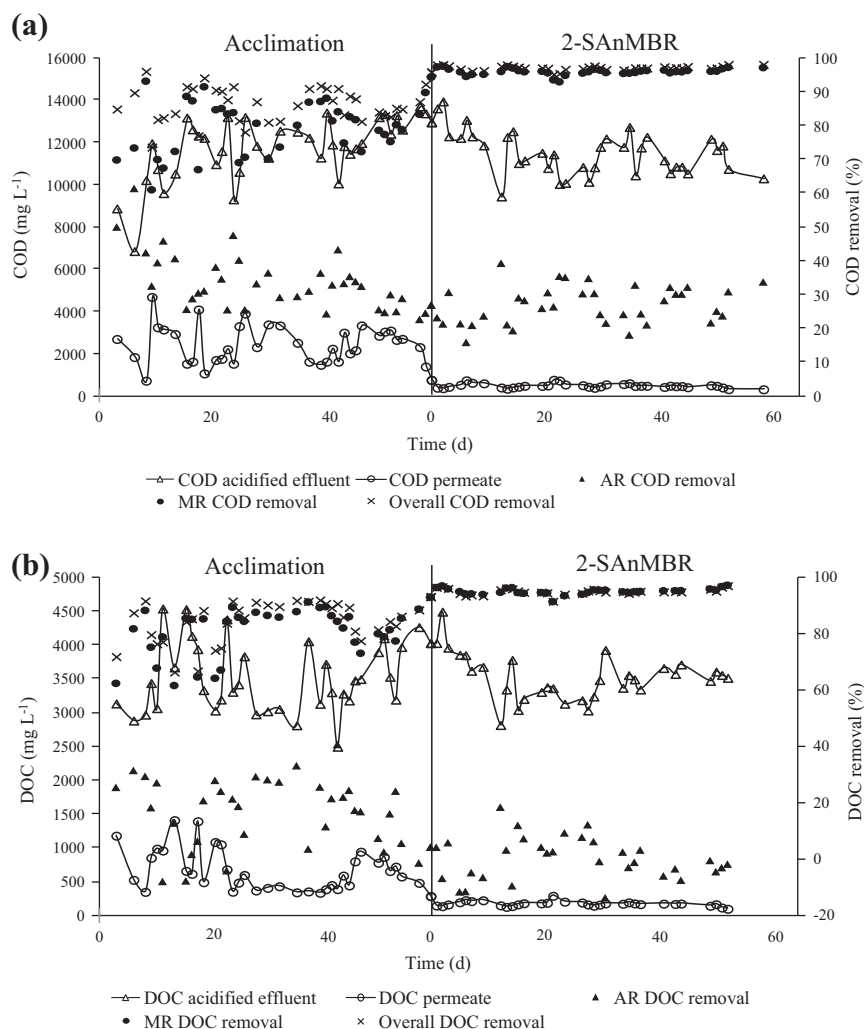 (a)
Acclimation 2-SAnMBR
16000 100
14000 90
12000 80
10000 70
8000 60
6000 50
4000 40
2000 30
0 20
10
0
COD (mg L-1)
COD removal (%)
0 20 40 0 20 40 60
Time (d)
COD acidified effluent COD permeate AR COD removal
MR COD removal Overall COD removal
(b)
Acclimation 2-SAnMBR
5000 100
4500
4000 80
3500
3000 60
2500
2000 40
1500 20
1000
500 0
0 -20
DOC (mg L-1)
DOC removal (%)
0 20 40 0 20 40 60
Time (d)
DOC acidified effluent DOC permeate AR DOC removal
MR DOC removal Overall DOC removal